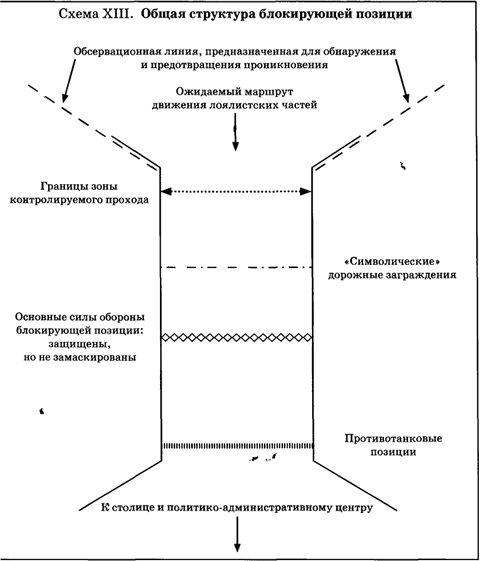 Схема XIII. Общая структура блокирующей позиции
Обсервационная линия, предназначенная для обнаружения
и предотвращения проникновения
Ожидаемый маршрут
движения лоялистских частей
Границы зоны
контролируемого прохода
«Символические»
дорожные заграждения
Основные силы обороны
блокирующей позиции:
защищены,
но не замаскированы
Противотанковые
позиции
К столице и политико-административному центру